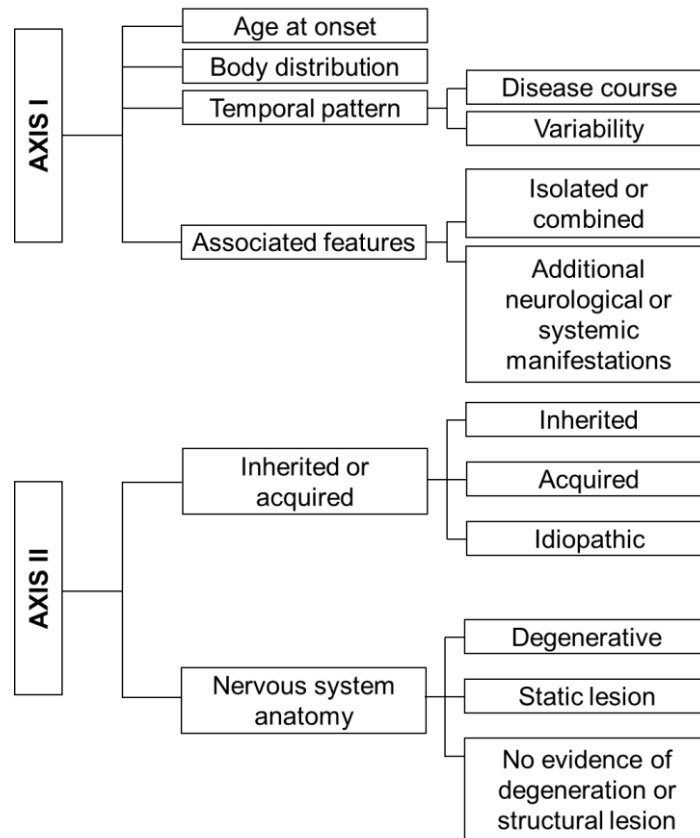 AXIS I
Age at onset
Body distribution
Temporal pattern
Disease course
Variability
Associated features
Isolated or
combined
Additional
neurological or
systemic
manifestations
AXIS II
Inherited or
acquired
Inherited
Acquired
Idiopathic
Nervous system
anatomy
Degenerative
Static lesion
No evidence of
degeneration or
structural lesion